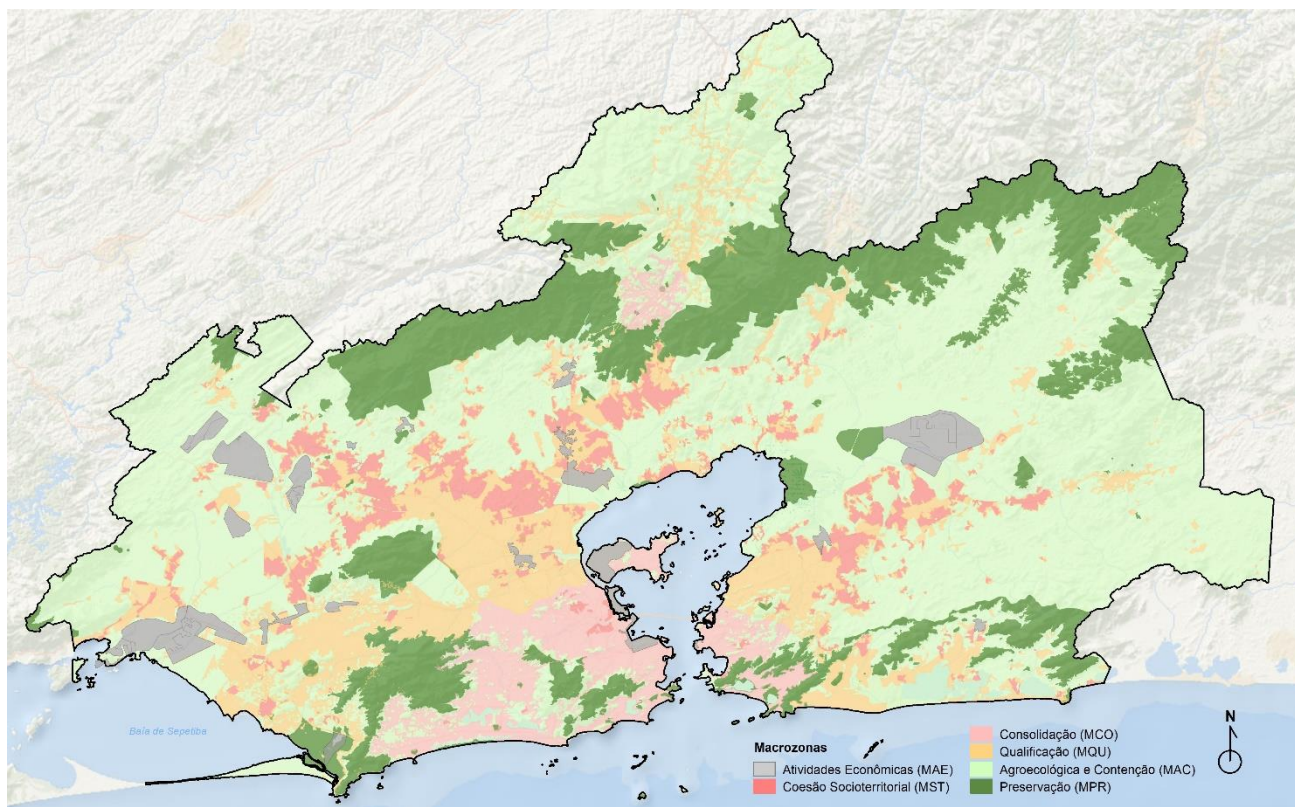 Baía de Sepetiba
Macrozonas
Atividades Econômicas (MAE)
Coesão Socioterritorial (MST)
Consolidação (MCO)
Qualificação (MQU)
Agroecológica e Contenção (MAC)
Preservação (MPR)
N